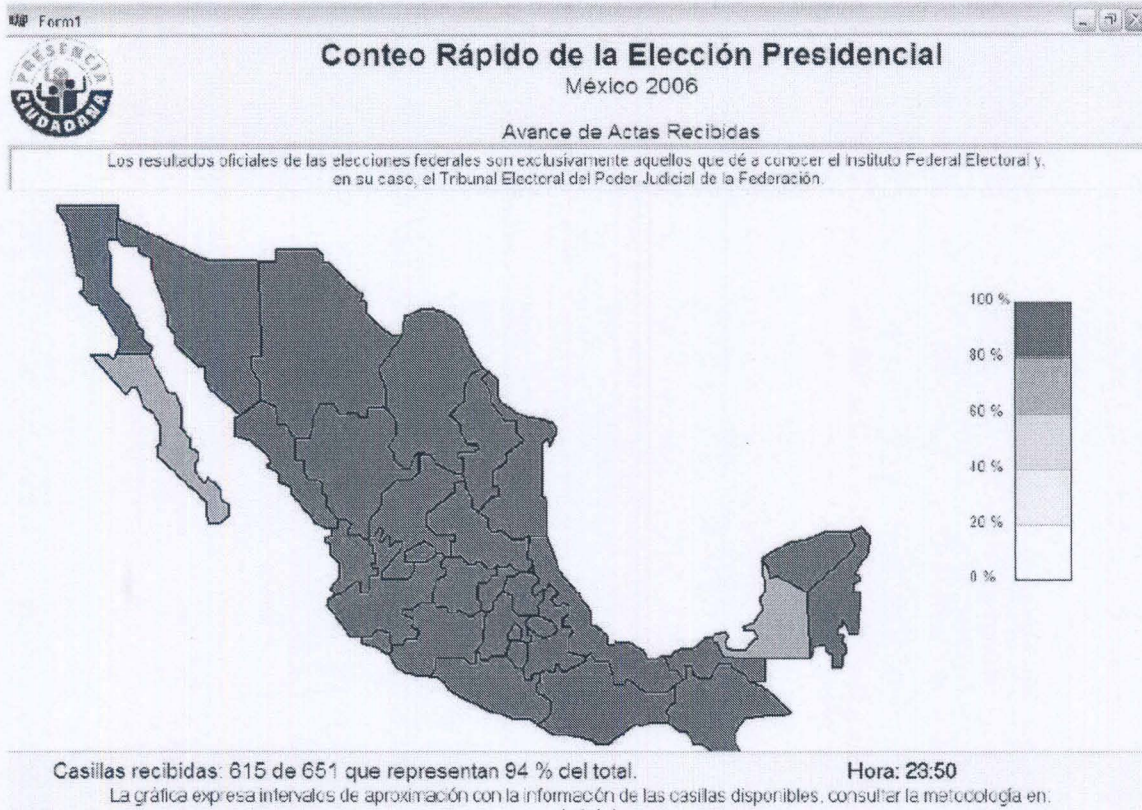 Form1
PRESENCIA
CIUDADANA
Conteo Rápido de la Elección Presidencial
México 2006
Avance de Actas Recibidas
Los resultados oficiales de las elecciones federales son exclusivamente aquellos que dé a conocer el Instituto Federal Electoral y,
en su caso, el Tribunal Electoral del Poder Judicial de la Federación.
100 %
80 %
60 %
40 %
20 %
0 %
Casillas recibidas: 615 de 651 que representan 94 % del total.
Hora: 23:50
La gráfica expresa intervalos de aproximación con la información de las casillas disponibles, consultar la metodología en